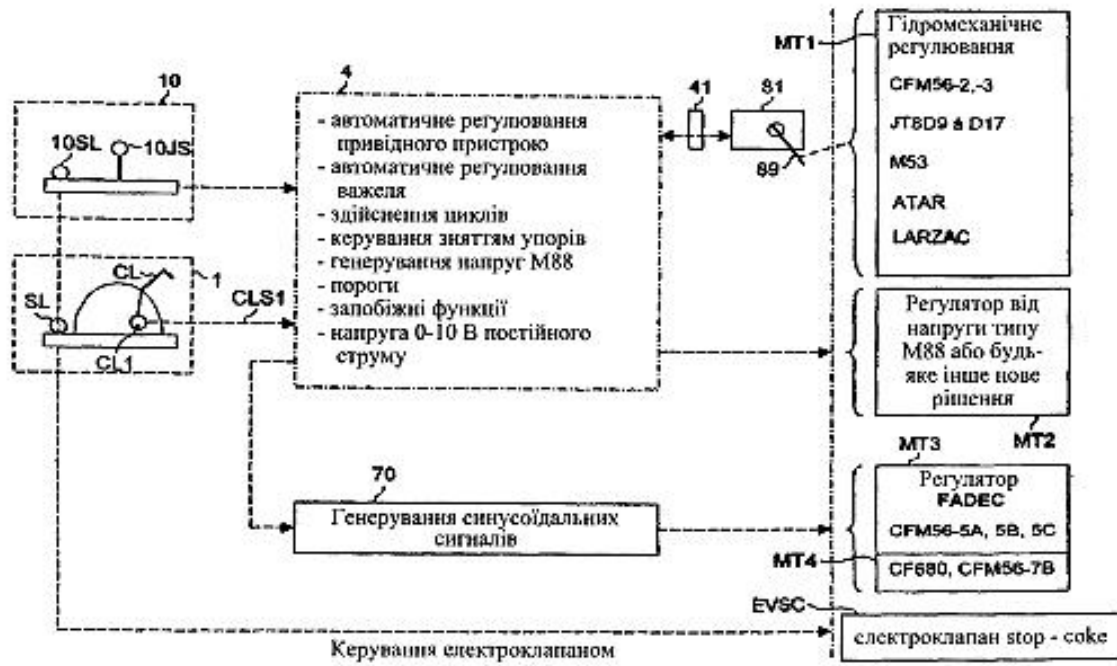 10
10SL
10JS
1
CL
SL
CL1
CLS1
4
- автоматичне регулювання
привідного пристрою
- автоматичне регулювання
важеля
- здійснення циклів
- керування зняттям упорів
- генерування напруг М88
- пороги
- запобіжні функції
- напруга 0-10 В постійного
струму
41
81
89
MT1
Гідромеханічне
регулювання
CFM56-2,-3
JT8D9 à D17
M53
ATAR
LARZAC
Регулятор від
напруги типу
М88 або будь-
яке інше нове
рішення
MT2
70
Генерування синусоїдальних
сигналів
MT3
Регулятор
FADEC
CFM56-5A, 5B, 5C
MT4
CF680, CFM56-7B
EVSC
електроклапан stop - coke
Керування електроклапаном